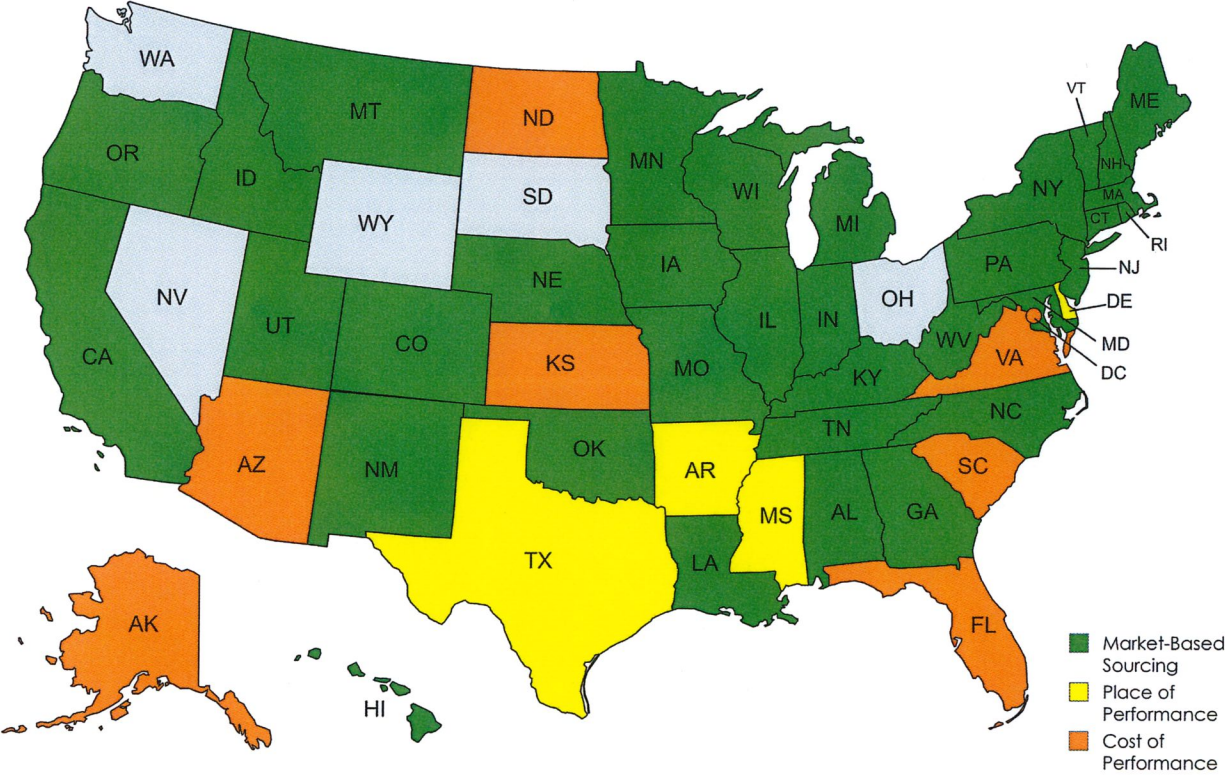 WA
MT
ND
MN
VT
ME
OR
ID
SD
WI
NY
NH
WY
MI
MA
CT
RI
NE
IA
PA
NJ
NV
OH
DE
UT
CO
IL
IN
CA
KS
MO
WV
VA
MD
KY
DC
NC
TN
AZ
NM
OK
AR
SC
MS
AL
GA
TX
LA
AK
FL
HI
Market-Based
Sourcing
Place of
Performance
Cost of
Performance